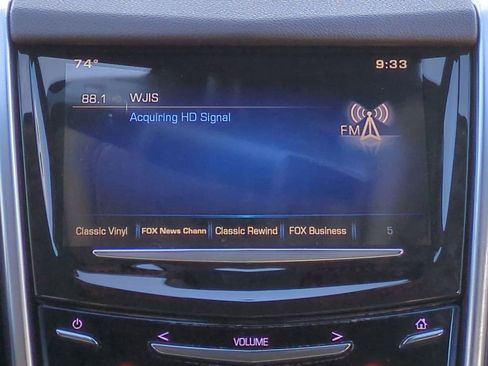 74° 9:33
88.1 WJIS
Acquiring HD Signal
FM
Classic Vinyl FOX News Chann Classic Rewind FOX Business 5
< VOLUME >